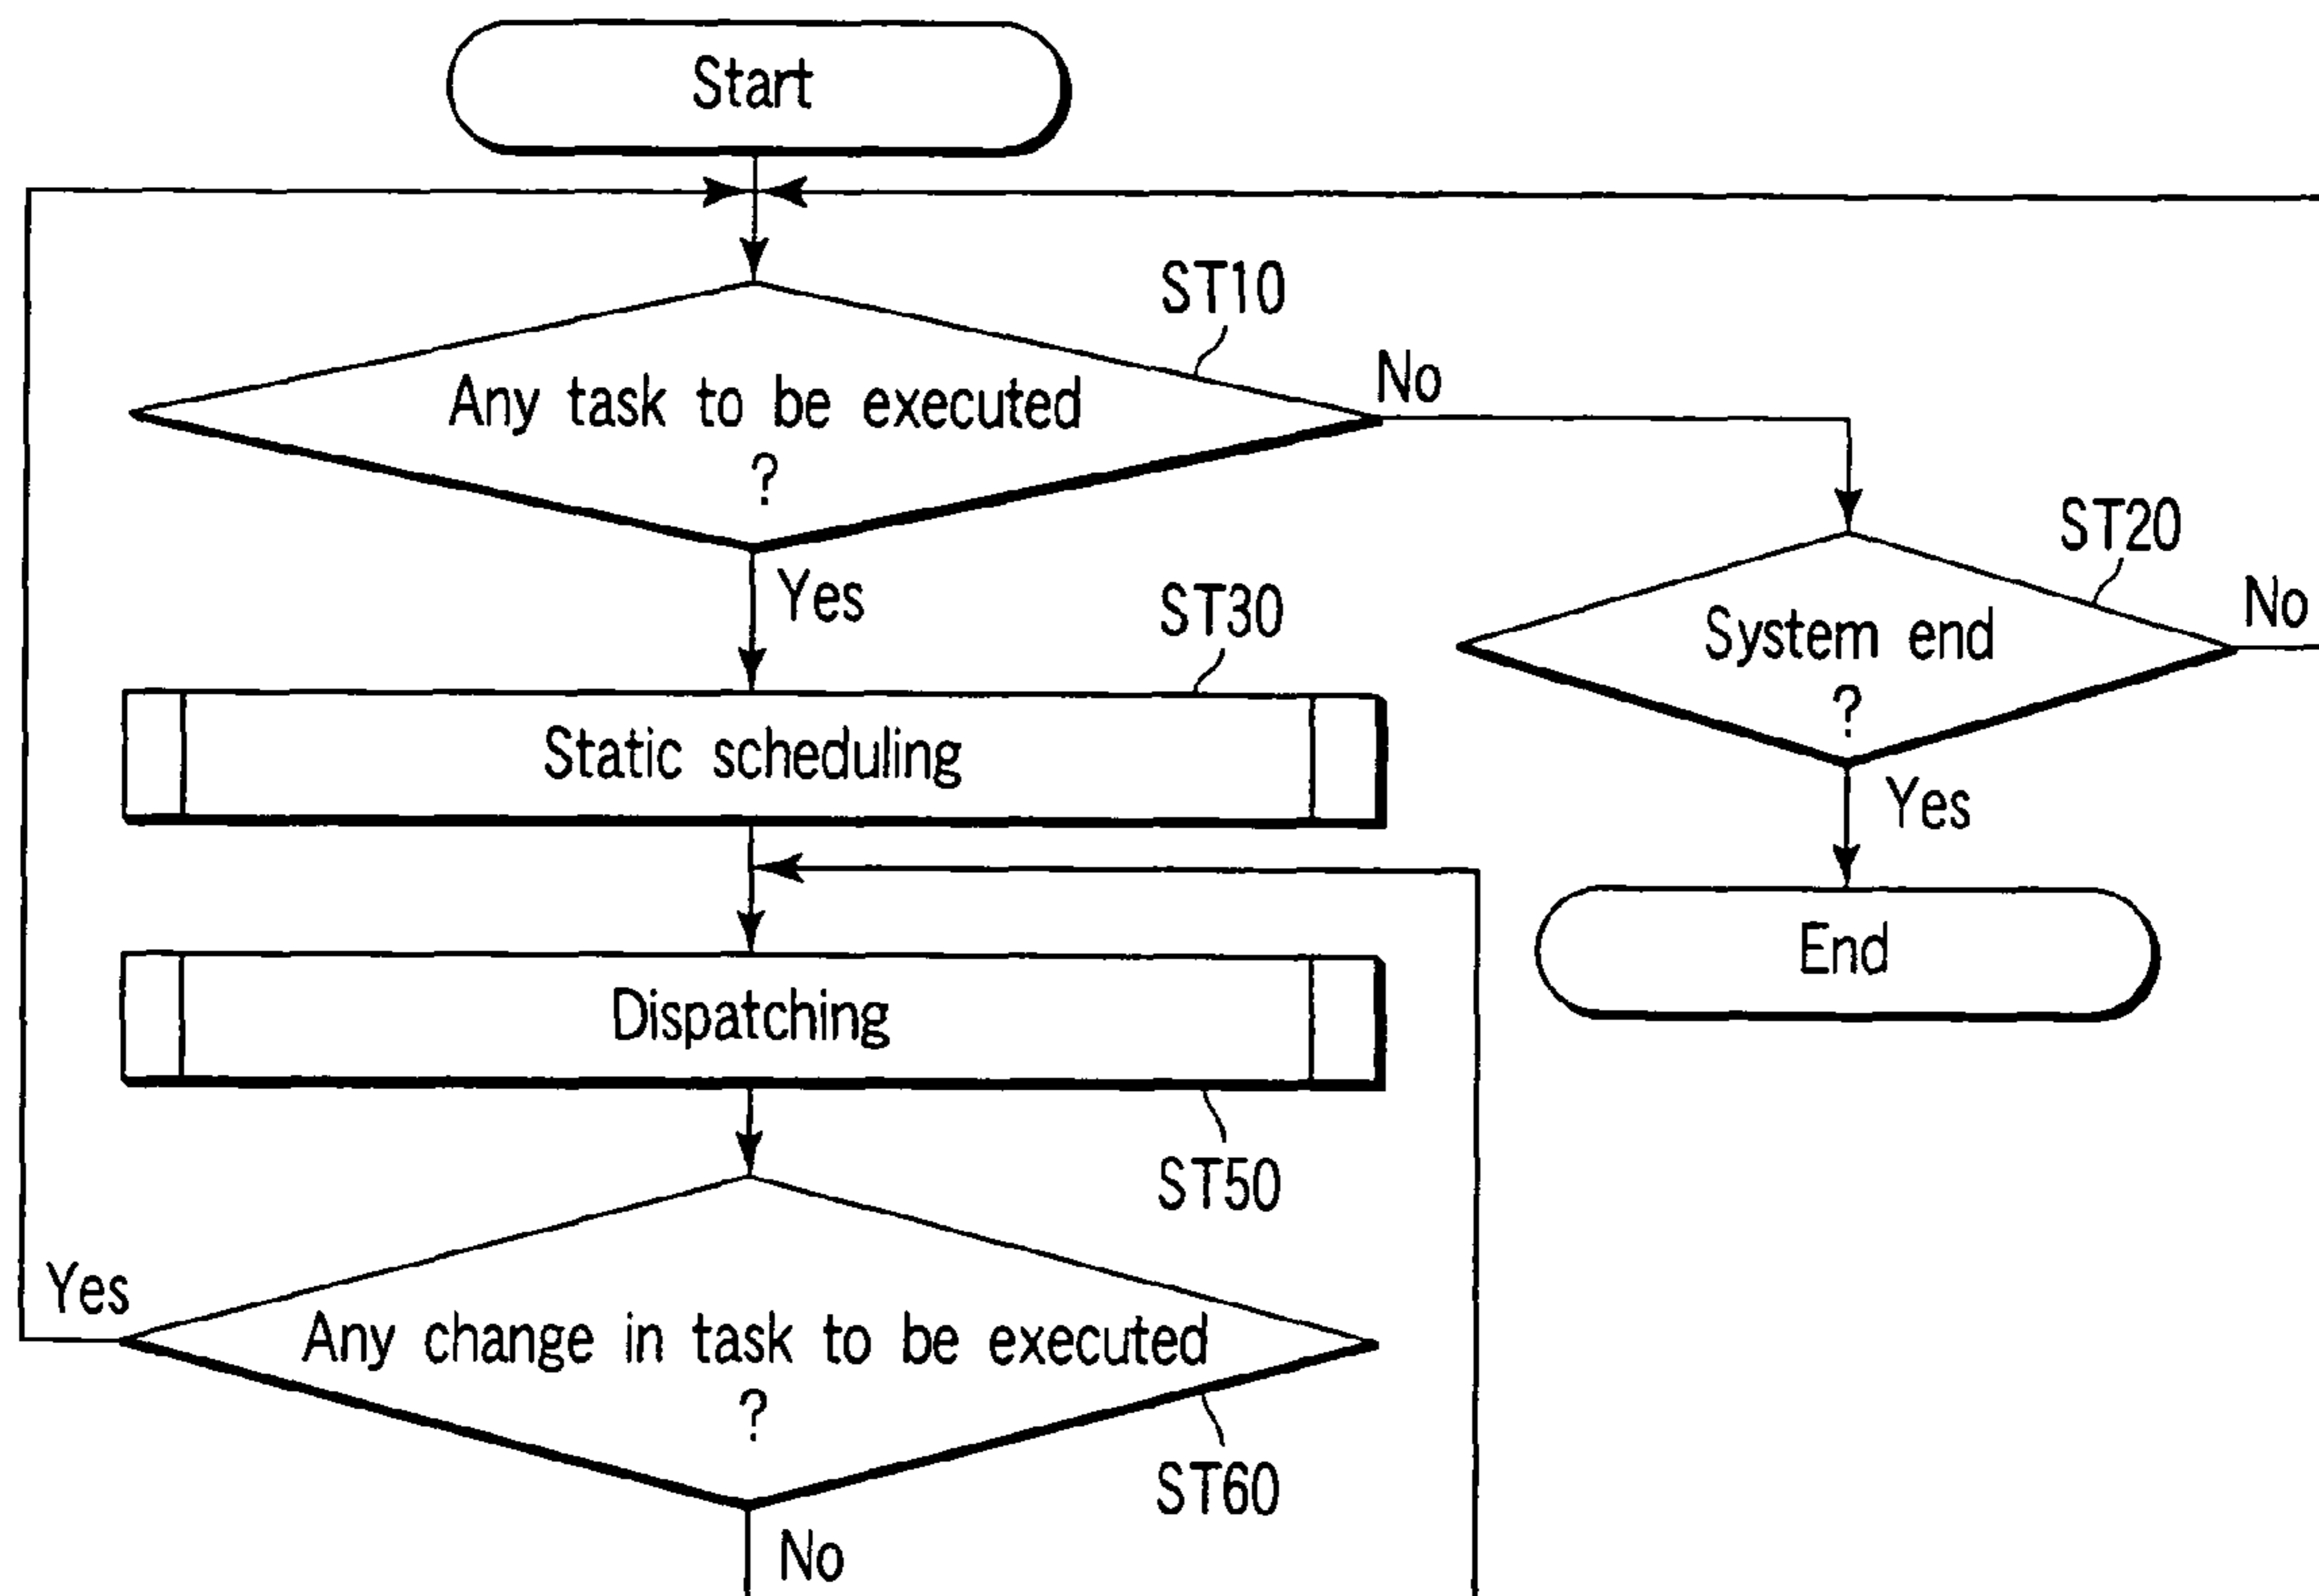 Start
ST10
Any task to be executed
?
No
Yes
ST20
System end
?
No
Yes
End
ST30
Static scheduling
Dispatching
ST50
Yes
Any change in task to be executed
?
ST60
No